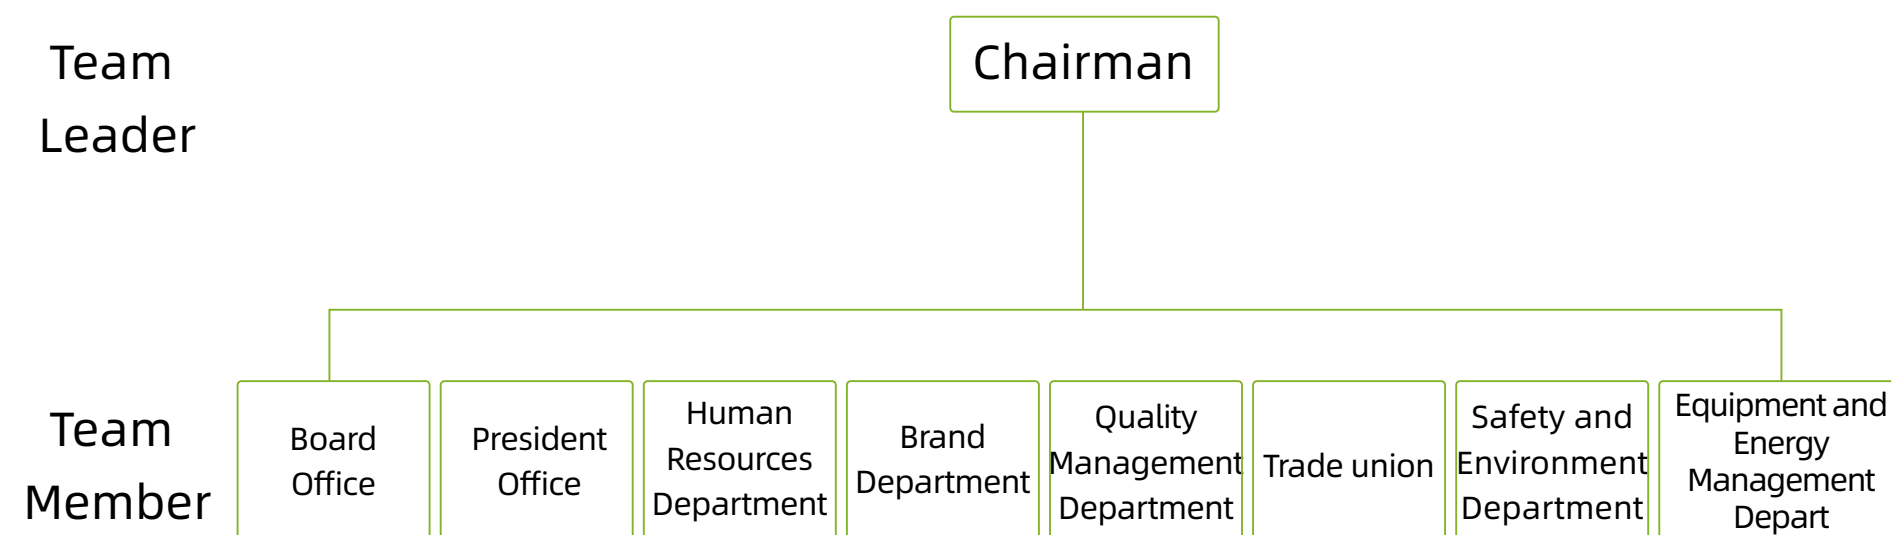 Team
Leader
Chairman
Team
Member
Board
Office
President
Office
Human
Resources
Department
Brand
Department
Quality
Management
Department
Trade union
Safety and
Environment
Department
Equipment and
Energy
Management
Depart